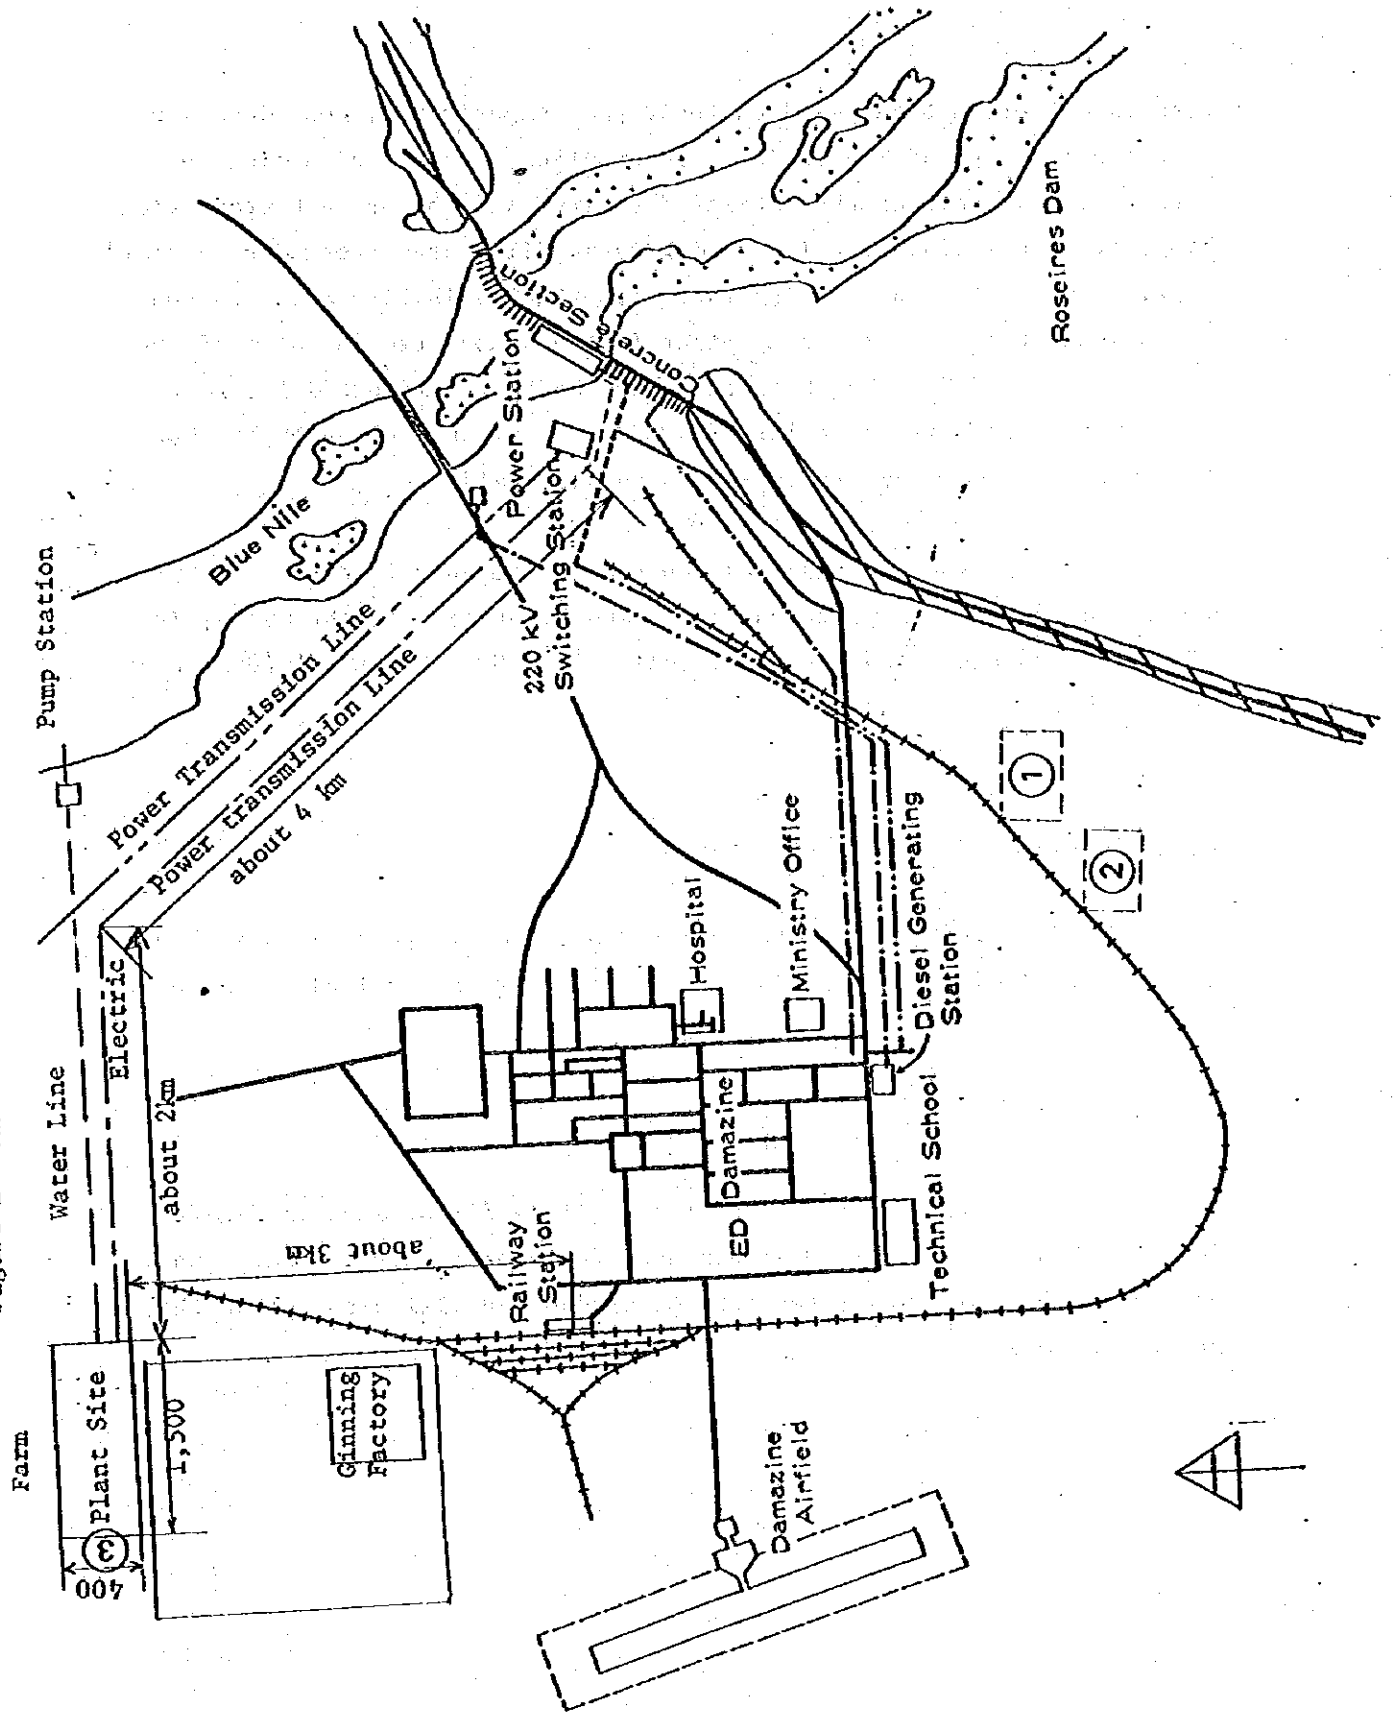 Farm
Pump Station
Water Line
Electric
about 2km
Plant Site
③
400
1,500
Ginning
Factory
about 3km
Railway
Station
Power Transmission Line
Power transmission Line
about 4 km
Blue Nile
Power Station
220 kV
Switching Station
Concrete Section
Roseires Dam
Hospital
Ministry Office
Diesel Generating
Station
Damazine
ED
Technical School
Damazine
Airfield
①
②